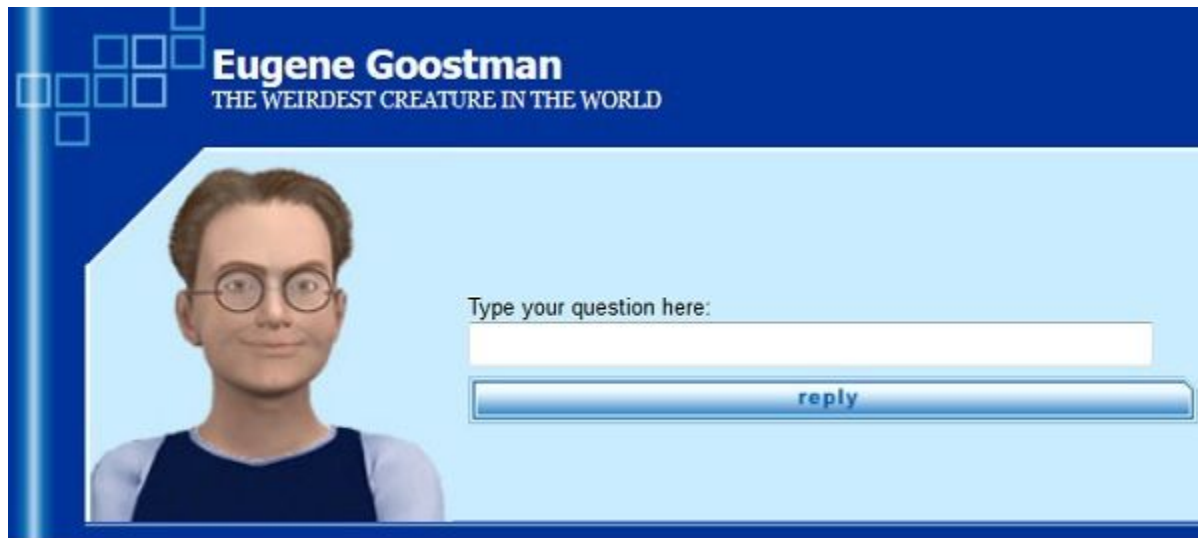 Eugene Goostman
THE WEIRDEST CREATURE IN THE WORLD
Type your question here:
reply